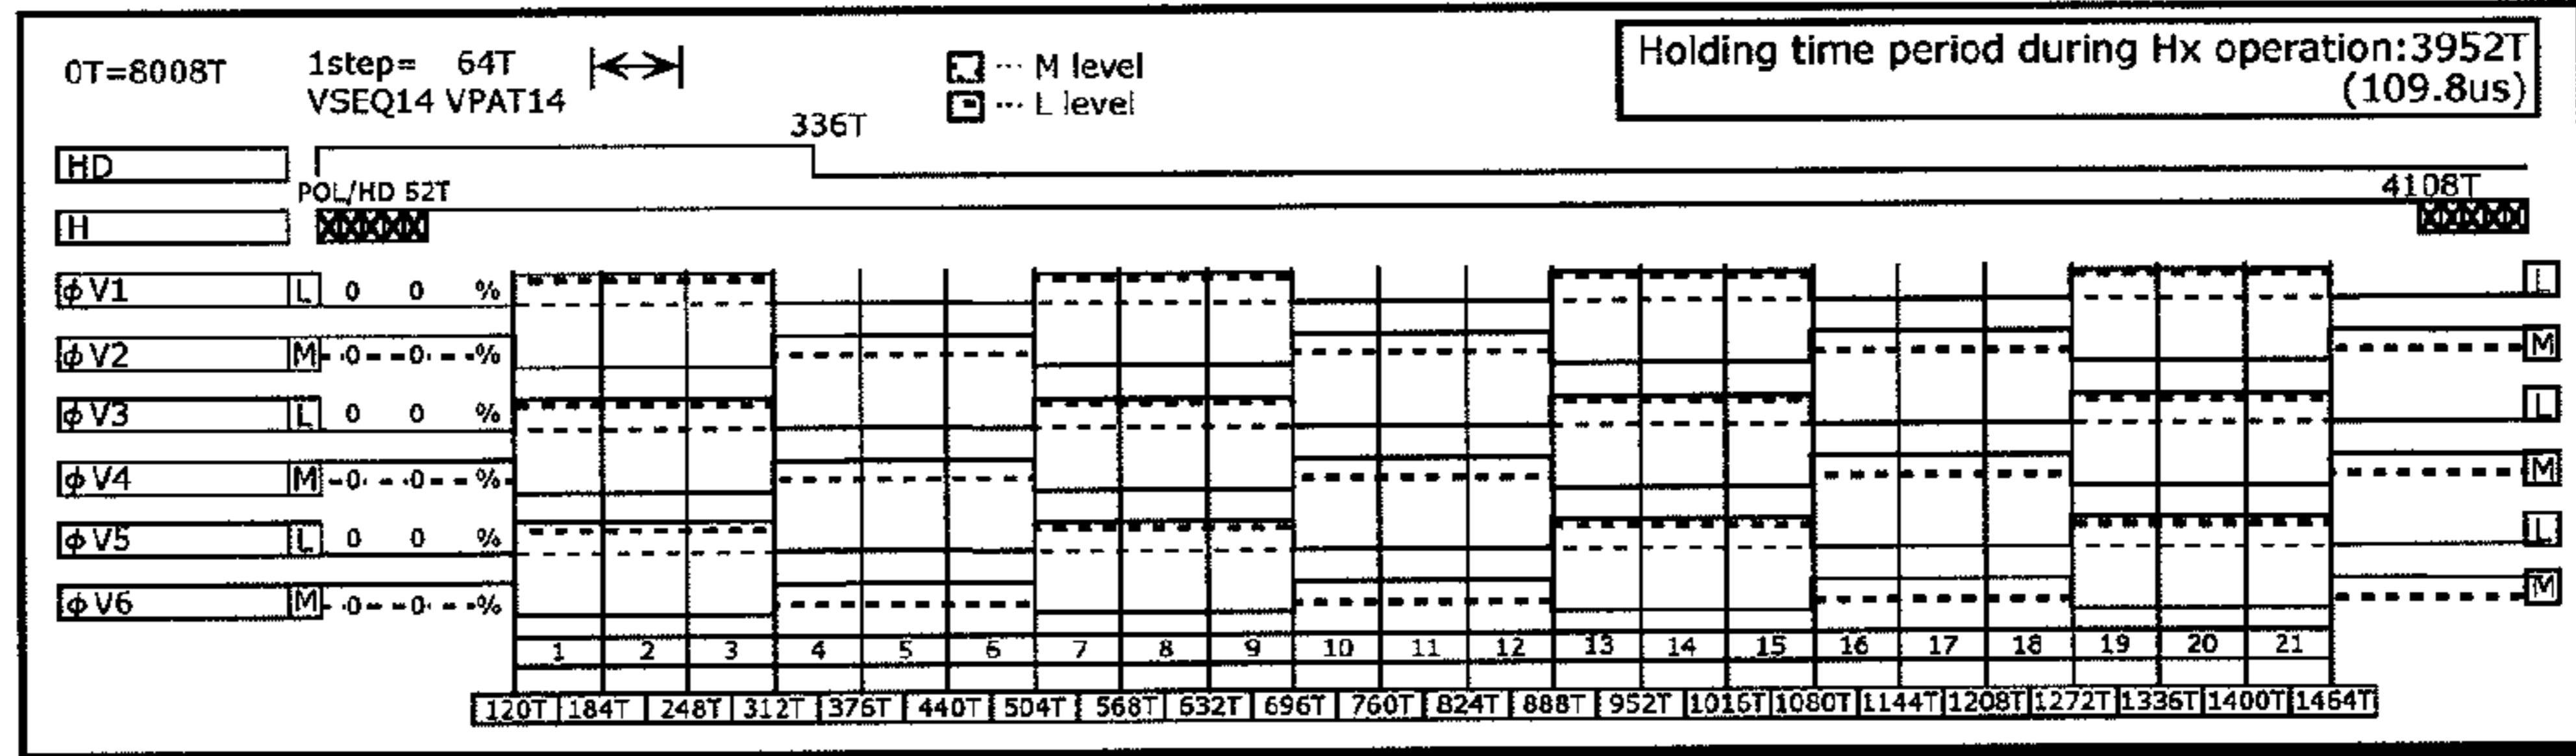 0T=8008T
1step= 64T
VSEQ14 VPAT14
··· M level
··· L level
Holding time period during Hx operation:3952T
(109.8us)
336T
HD
POL/HD 52T
4108T
H
φV1 L 0 0 % L
φV2 M 0 0 % M
φV3 L 0 0 % L
φV4 M 0 0 % M
φV5 L 0 0 % L
φV6 M 0 0 % M
1 2 3 4 5 6 7 8 9 10 11 12 13 14 15 16 17 18 19 20 21
120T 184T 248T 312T 376T 440T 504T 568T 632T 696T 760T 824T 888T 952T 1016T 1080T 1144T 1208T 1272T 1336T 1400T 1464T